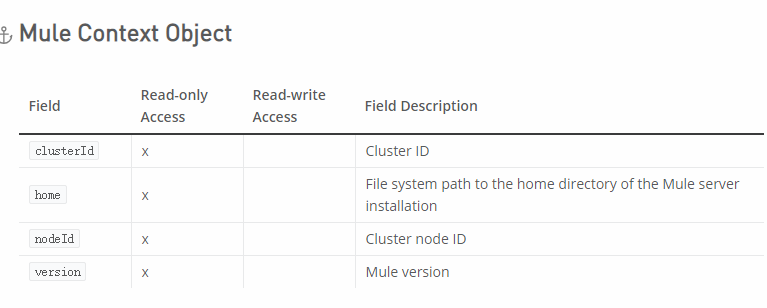 Mule Context Object
Field Read-only Access Read-write Access Field Description
clusterId x Cluster ID
home x File system path to the home directory of the Mule server installation
nodeId x Cluster node ID
version x Mule version